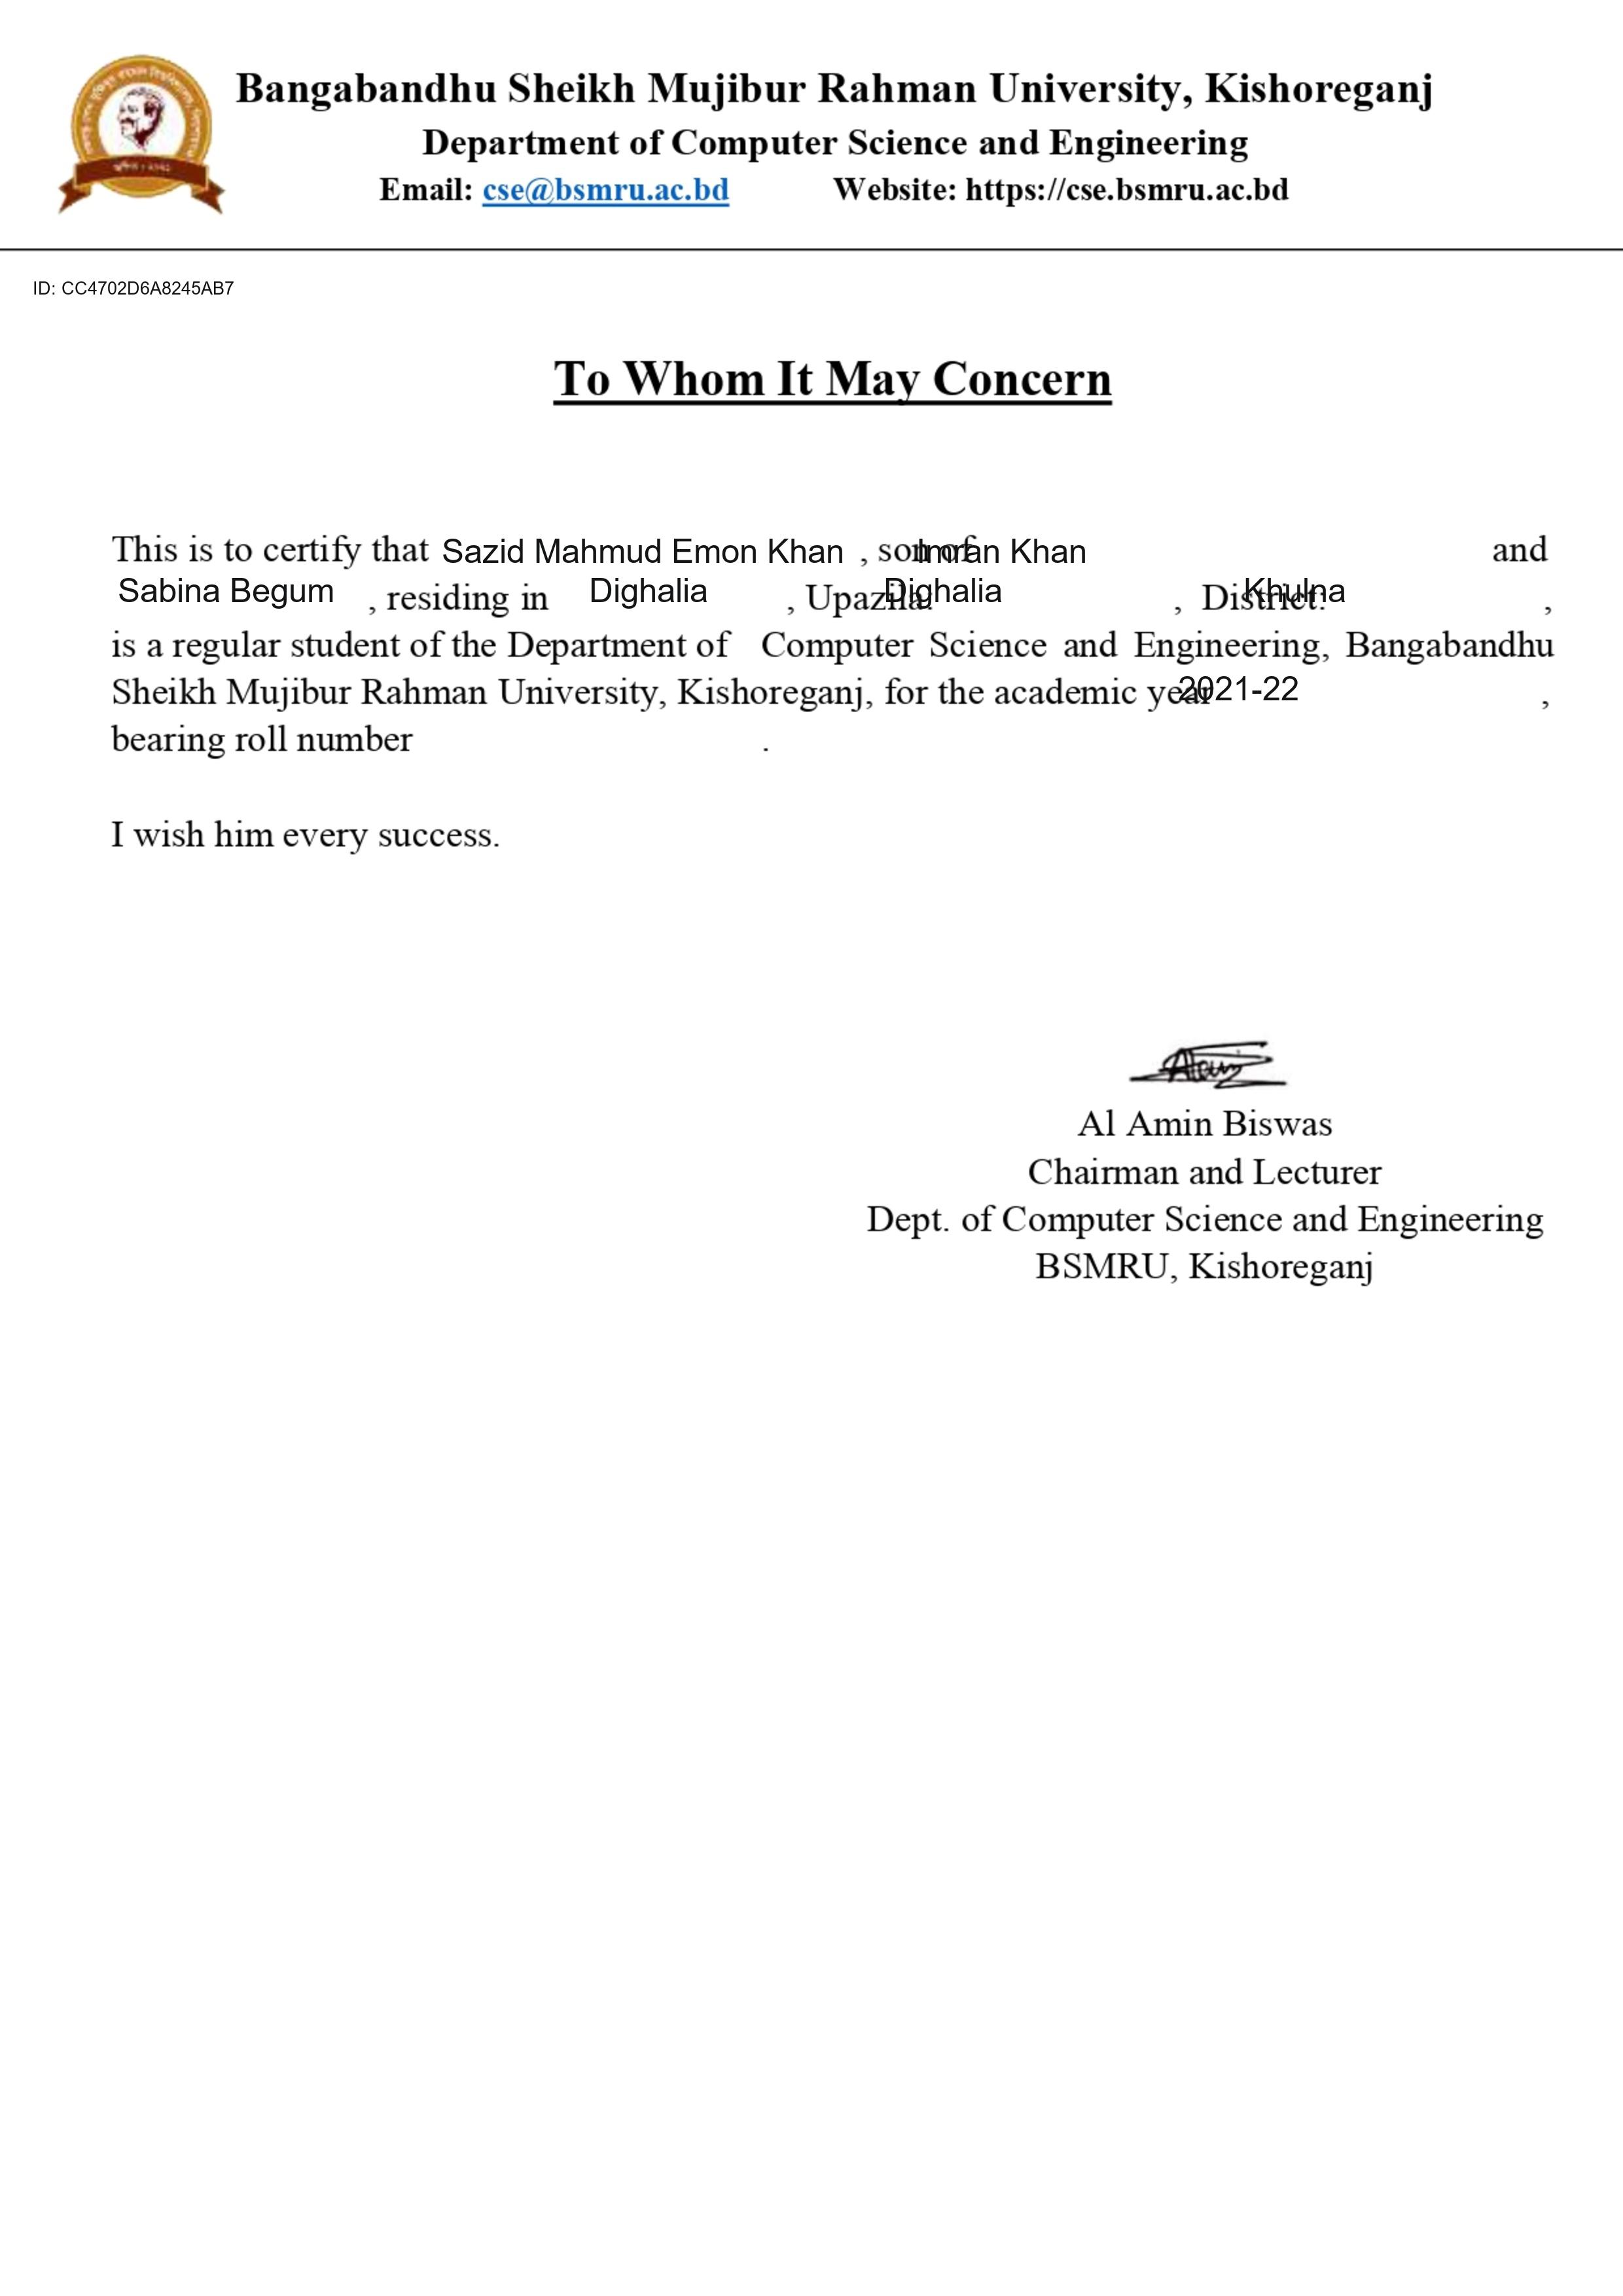 Bangabandhu Sheikh Mujibur Rahman University, Kishoreganj
Department of Computer Science and Engineering
Email: cse@bsmru.ac.bd Website: https://cse.bsmru.ac.bd
ID: CC4702D6A8245AB7
To Whom It May Concern
This is to certify that Sazid Mahmud Emon Khan , son of Imran Khan and
Sabina Begum , residing in Dighalia , Upazila: Dighalia , District: Khulna ,
is a regular student of the Department of Computer Science and Engineering, Bangabandhu
Sheikh Mujibur Rahman University, Kishoreganj, for the academic year 2021-22 ,
bearing roll number .
I wish him every success.
Al Amin Biswas
Chairman and Lecturer
Dept. of Computer Science and Engineering
BSMRU, Kishoreganj